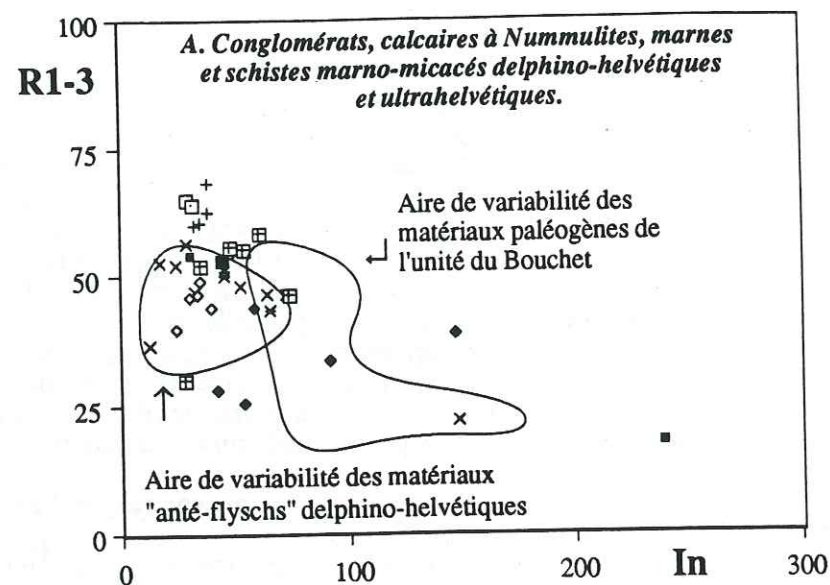 100
A. Conglomérats, calcaires à Nummulites, marnes
et schistes marno-micacés delphino-helvétiques
et ultrahelvétiques.
R1-3
75
Aire de variabilité des
matériaux paléogènes de
l'unité du Bouchet
50
25
Aire de variabilité des matériaux
"anté-flyschs" delphino-helvétiques
0
0
100
200
In
300